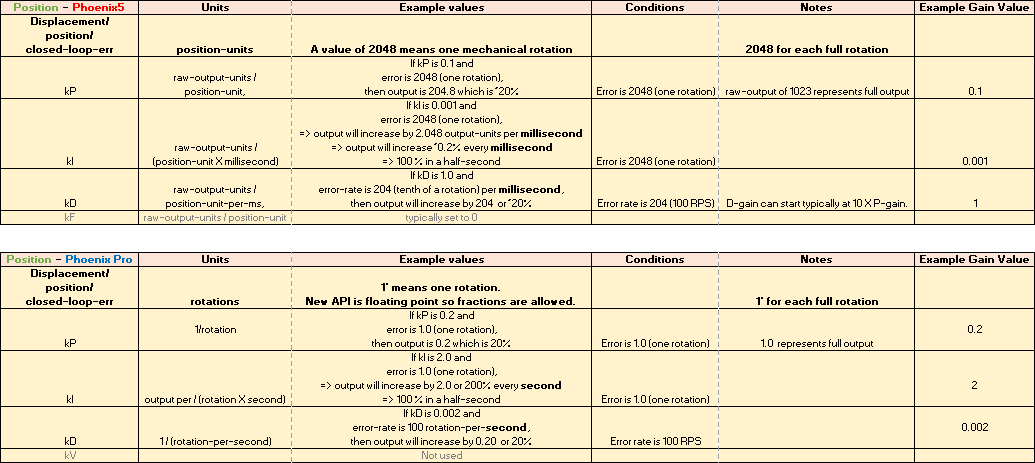 Position - Phoenix5 Units Example values Conditions Notes Example Gain Value
Displacement/
position/
closed-loop-err position-units A value of 2048 means one mechanical rotation 2048 for each full rotation
If kP is 0.1 and
raw-output-units / error is 2048 (one rotation),
kP position-unit, then output is 204.8 which is ~20% Error is 2048 (one rotation) raw-output of 1023 represents full output 0.1
If kI is 0.001 and
error is 2048 (one rotation),
=> output will increase by 2.048 output-units per millisecond
raw-output-units / => output will increase ~0.2% every millisecond
kI (position-unit X millisecond) => 100% in a half-second Error is 2048 (one rotation) 0.001
If kD is 1.0 and
raw-output-units / error-rate is 204 (tenth of a rotation) per millisecond,
kD position-unit-per-ms, then output will increase by 204 or ~20% Error rate is 204 (100 RPS) D-gain can start typically at 10 X P-gain. 1
kF raw-output-units / position-unit typically set to 0
Position - Phoenix Pro Units Example values Conditions Notes Example Gain Value
Displacement/
position/ 1' means one rotation.
closed-loop-err rotations New API is floating point so fractions are allowed. 1' for each full rotation
If kP is 0.2 and
1/rotation error is 1.0 (one rotation), 0.2
kP then output is 0.2 which is 20% Error is 1.0 (one rotation) 1.0 represents full output
If kI is 2.0 and
error is 1.0 (one rotation),
=> output will increase by 2.0 or 200% every second 2
kI output per / (rotation X second) => 100% in a half-second Error is 1.0 (one rotation)
If kD is 0.002 and
error-rate is 100 rotation-per-second, 0.002
kD 1 / (rotation-per-second) then output will increase by 0.20 or 20% Error rate is 100 RPS
kV Not used